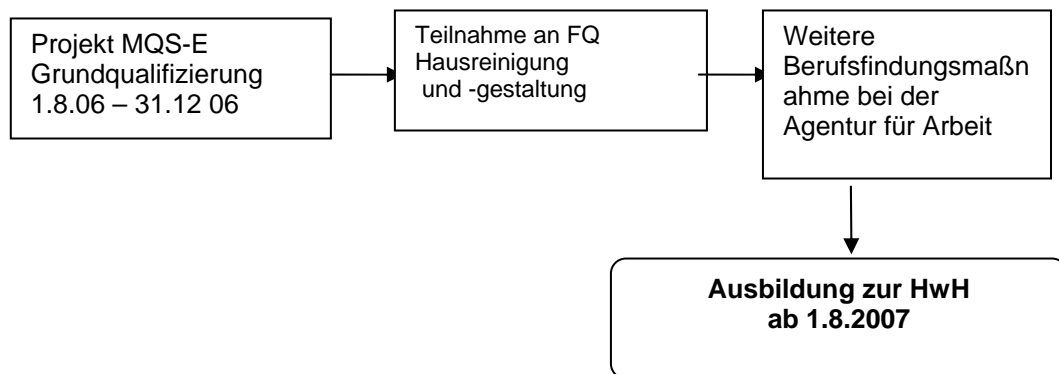 Projekt MQS-E
Grundqualifizierung
1.8.06 – 31.12 06
Teilnahme an FQ
Hausreinigung
und -gestaltung
Weitere
Berufsfindungsmaßn
ahme bei der
Agentur für Arbeit
Ausbildung zur HwH
ab 1.8.2007